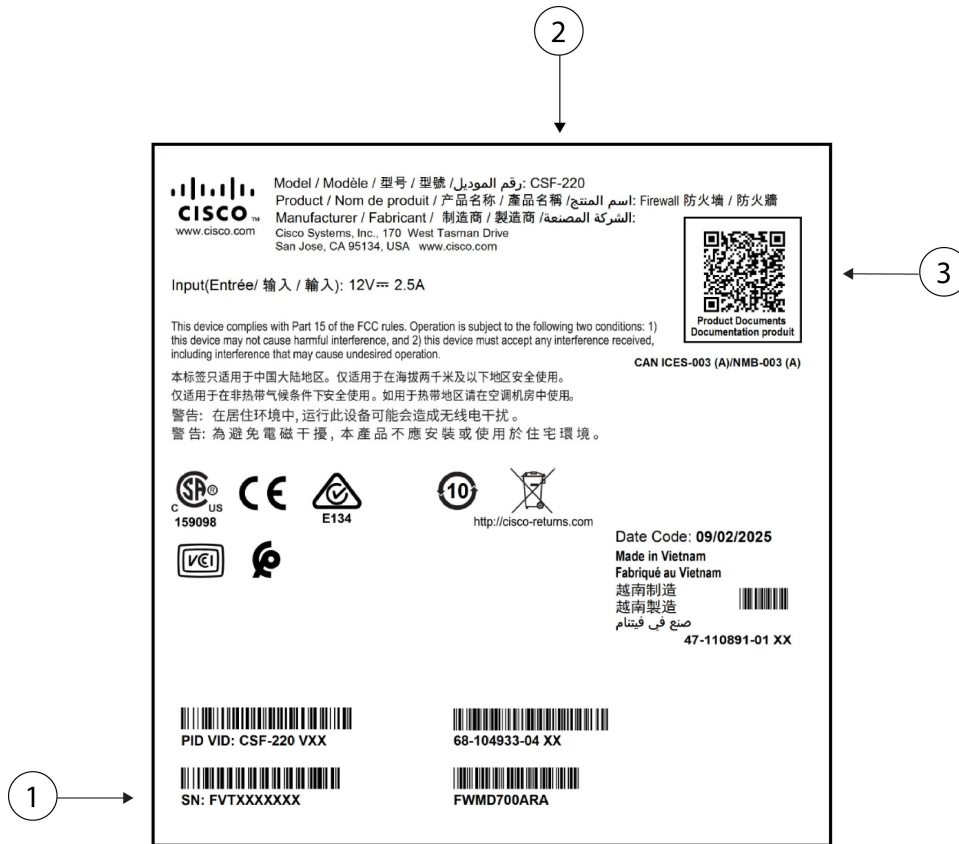 2
CISCO TM
www.cisco.com
Model / Modèle / 型号 / 型號/ رقم الموديل: CSF-220
Product / Nom de produit / 产品名称 / 產品名稱 /اسم المنتج: Firewall 防火墙 / 防火牆
Manufacturer / Fabricant / 制造商 / 製造商 /الشركة المصنعة:
Cisco Systems, Inc., 170 West Tasman Drive
San Jose, CA 95134, USA www.cisco.com
3
Product Documents
Documentation produit
Input(Entrée/ 输入 / 輸入): 12V⎓ 2.5A
This device complies with Part 15 of the FCC rules. Operation is subject to the following two conditions: 1)
this device may not cause harmful interference, and 2) this device must accept any interference received,
including interference that may cause undesired operation.
CAN ICES-003 (A)/NMB-003 (A)
本标签只适用于中国大陆地区。仅适用于在海拔两千米及以下地区安全使用。
仅适用于在非热带气候条件下安全使用。如用于热带地区请在空调机房中使用。
警告: 在居住环境中, 运行此设备可能会造成无线电干扰。
警告: 為避免電磁干擾, 本產品不應安裝或使用於住宅環境。
C SA ® US
159098
CE
E134
10
http://cisco-returns.com
VCI
Date Code: 09/02/2025
Made in Vietnam
Fabriqué au Vietnam
越南制造
越南製造
صنع في فيتنام
47-110891-01 XX
PID VID: CSF-220 VXX
68-104933-04 XX
1
SN: FVTXXXXXXX
FWMD700ARA